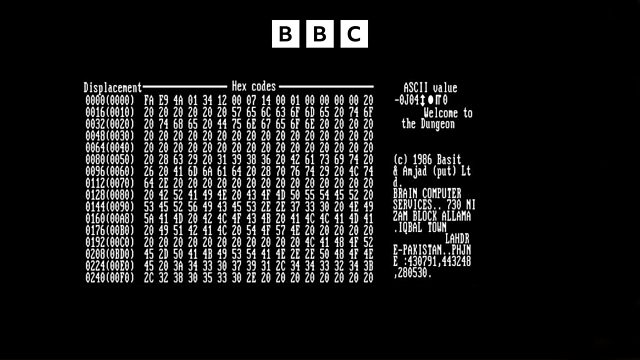 BBC
Displacement Hex codes ASCII value
0000(0000) FA E9 4A 01 34 12 00 07 14 00 01 00 00 00 00 20
0016(0010) 20 20 20 20 20 20 57 65 6C 63 6F 6D 65 20 74 6F Welcome to
0032(0020) 20 74 68 65 20 44 75 6E 67 65 6F 6E 20 20 20 20 the Dungeon
0048(0030) 20 20 20 20 20 20 20 20 20 20 20 20 20 20 20 20
0064(0040) 20 20 20 20 20 20 20 20 20 20 20 20 20 20 20 20
0080(0050) 20 28 63 29 20 31 39 38 36 20 42 61 73 69 74 20 (c) 1986 Basit
0096(0060) 26 20 41 6D 6A 61 64 20 28 70 76 74 29 20 4C 74 & Amjad (put) Lt
0112(0070) 64 2E 20 20 20 20 20 20 20 20 20 20 20 20 20 20 d.
0128(0080) 20 42 52 41 49 4E 20 43 4F 4D 50 55 54 45 52 20 BRAIN COMPUTER
0144(0090) 53 45 52 56 49 43 45 53 2E 2E 37 33 30 20 4E 49 SERVICES..730 NI
0160(00A0) 5A 41 4D 20 42 4C 4F 43 4B 20 41 4C 4C 41 4D 41 ZAM BLOCK ALLAMA
0176(00B0) 20 49 51 42 41 4C 20 54 4F 57 4E 20 20 20 20 20 IQBAL TOWN
0192(00C0) 20 20 20 20 20 20 20 20 20 20 20 4C 41 48 4F 52 LAHOR
0208(00D0) 45 2D 50 41 4B 49 53 54 41 4E 2E 2E 50 48 4F 4E E-PAKISTAN..PHON
0224(00E0) 45 20 3A 34 33 30 37 39 31 2C 34 34 33 32 34 38 E :430791,443248
0240(00F0) 2C 32 38 30 35 33 30 2E 20 20 20 20 20 20 20 20 ,280530.